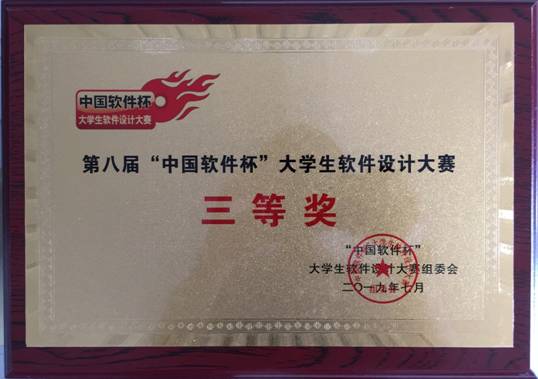 中国软件杯
大学生软件设计大赛
第八届“中国软件杯”大学生软件设计大赛
三等奖
“中国软件杯”
大学生软件设计大赛组委会
二〇一九年七月